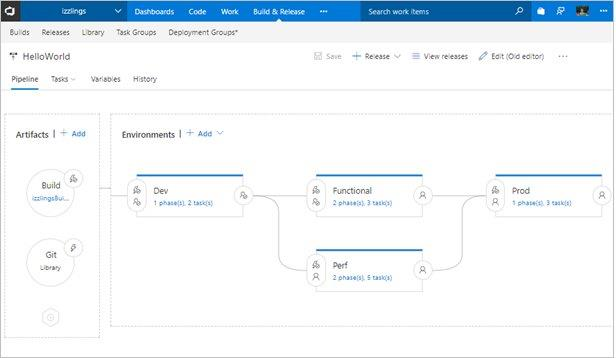 izzlings Dashboards Code Work Build & Release Search work items
Builds Releases Library Task Groups Deployment Groups*
HelloWorld Save + Release View releases Edit (Old editor) ...
Pipeline Tasks Variables History
Artifacts | + Add Environments | + Add
Build
izzlingsBui...
Dev
1 phase(s), 2 task(s)
Functional
2 phase(s), 3 task(s)
Prod
1 phase(s), 3 task(s)
Git
Library
Perf
2 phase(s), 5 task(s)